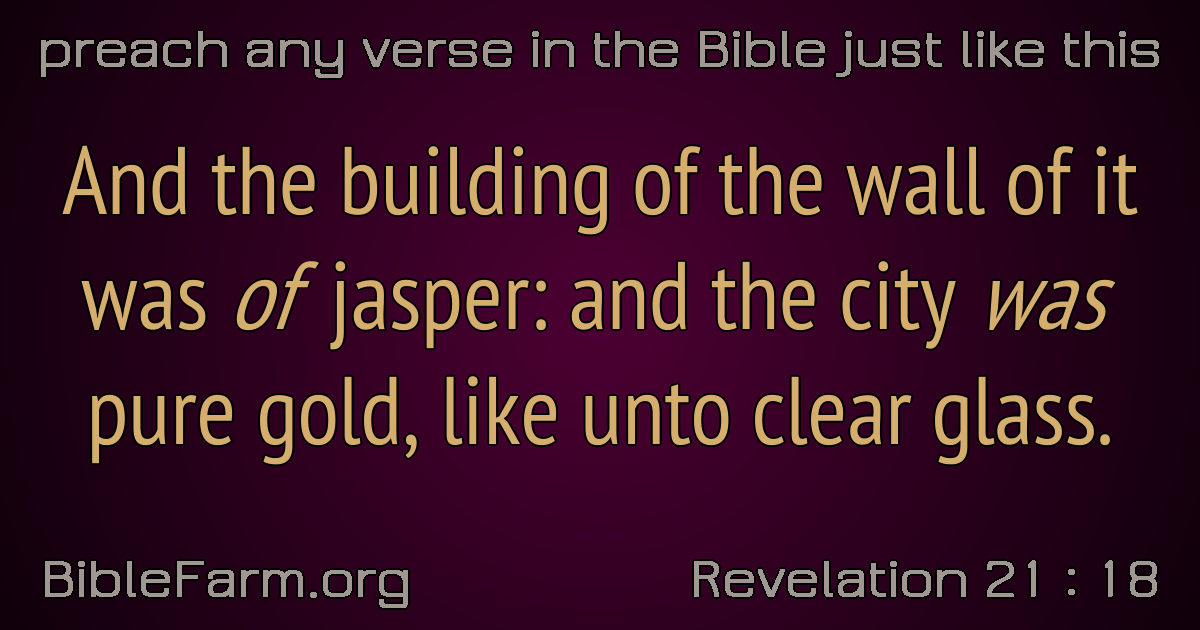 preach any verse in the Bible just like this
And the building of the wall of it
was of jasper: and the city was
pure gold, like unto clear glass.
BibleFarm.org
Revelation 21 : 18